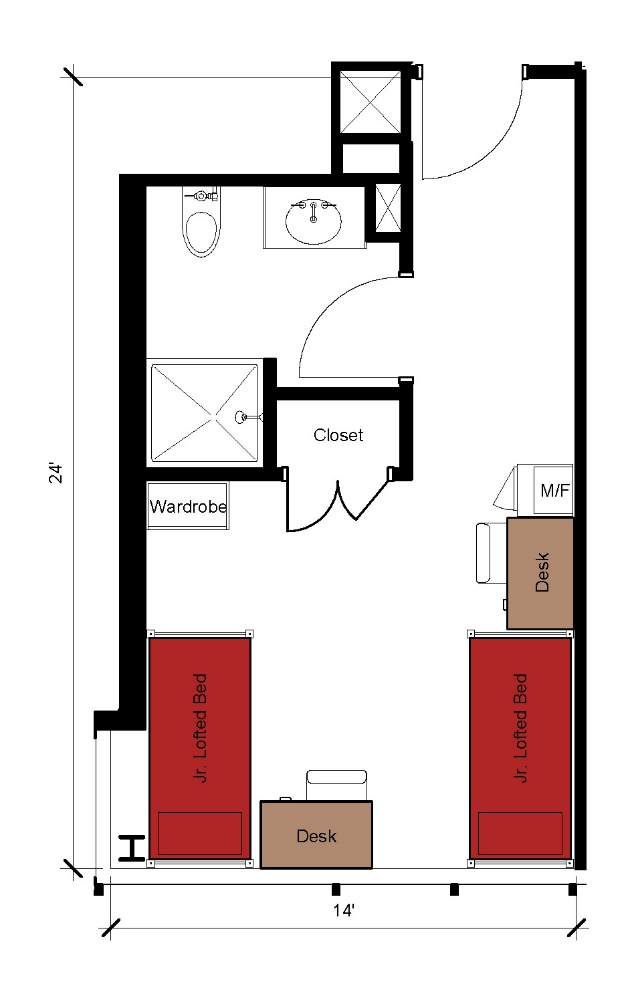 24'
Closet
Wardrobe
M/F
Desk
Jr. Lofted Bed
Jr. Lofted Bed
Desk
14'